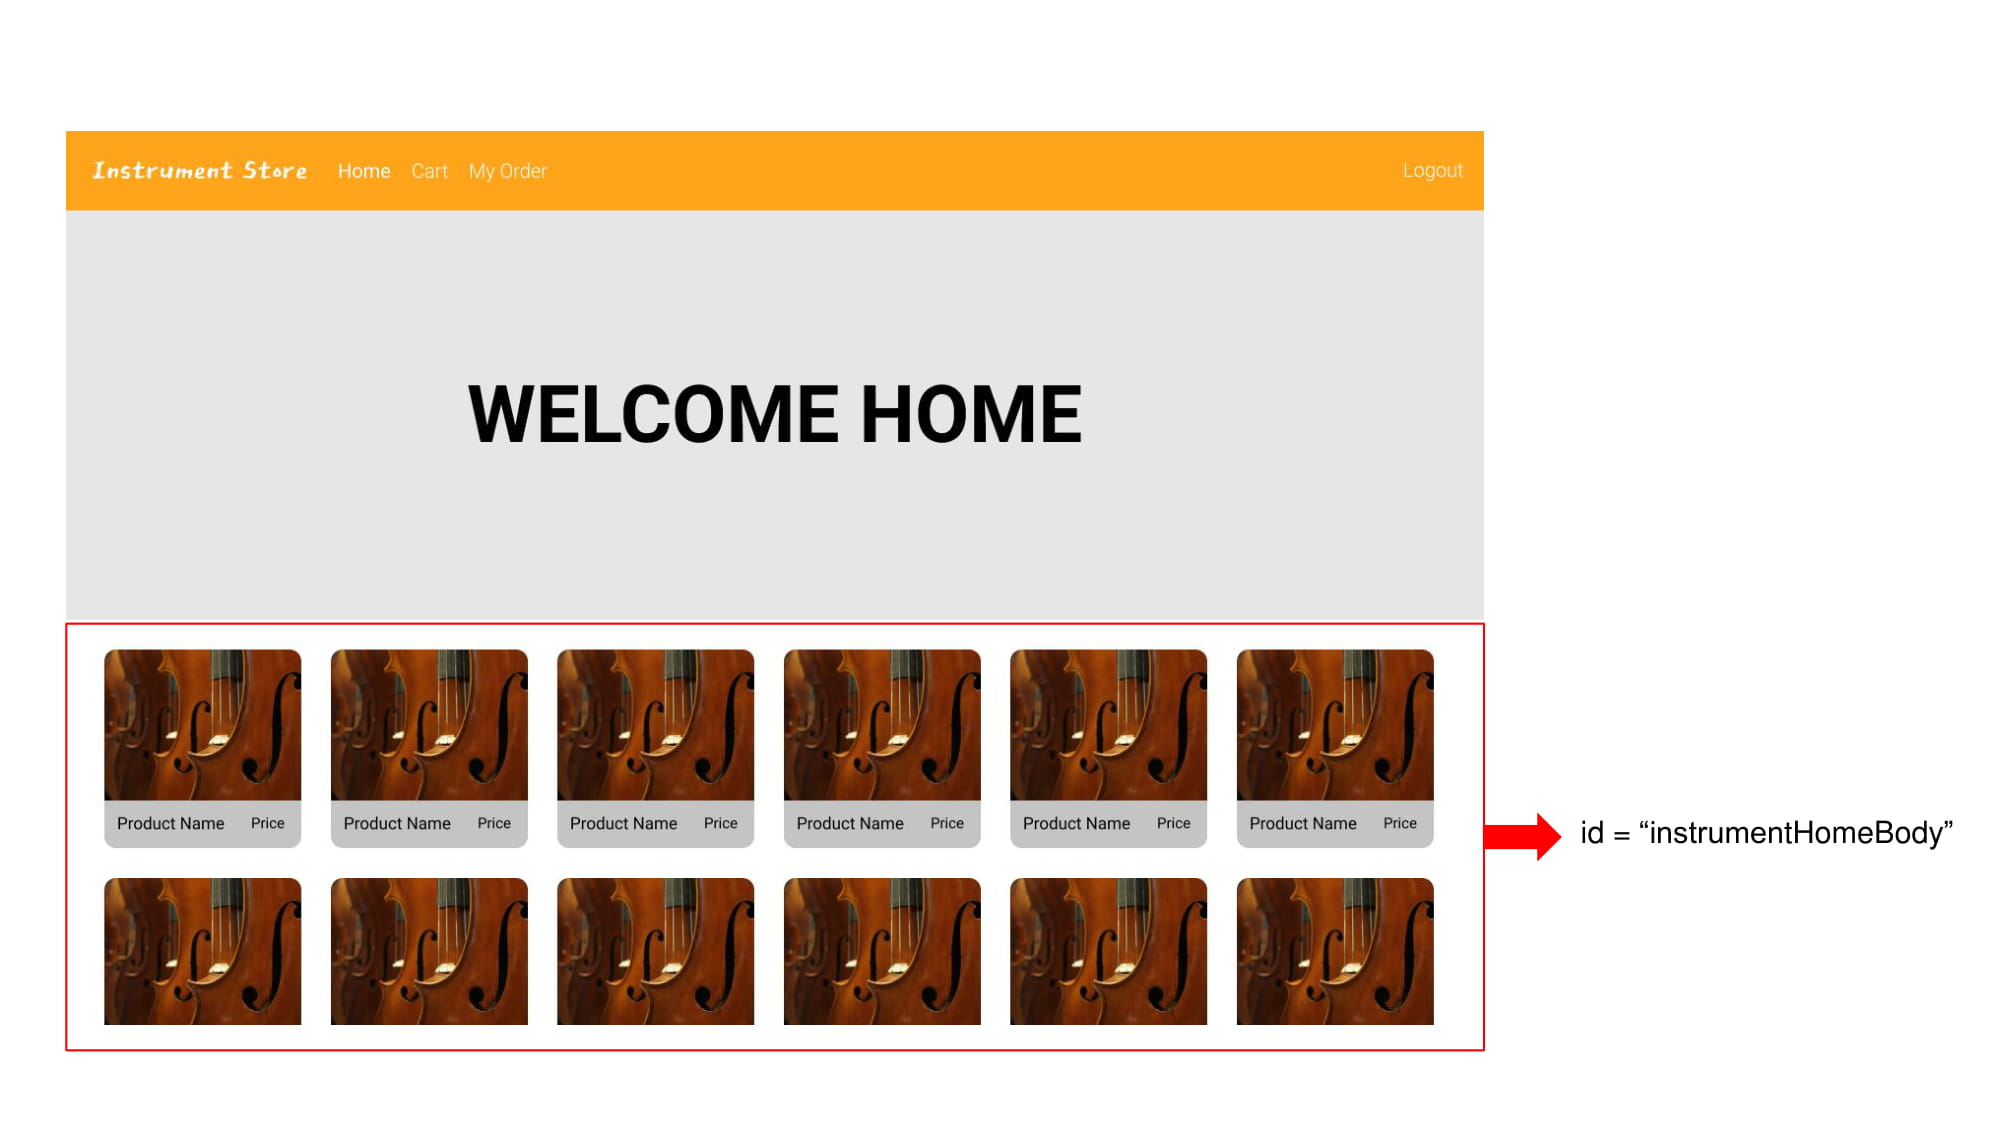 Instrument Store Home Cart My Order Logout
WELCOME HOME
Product Name Price Product Name Price Product Name Price Product Name Price Product Name Price Product Name Price
id = “instrumentHomeBody”